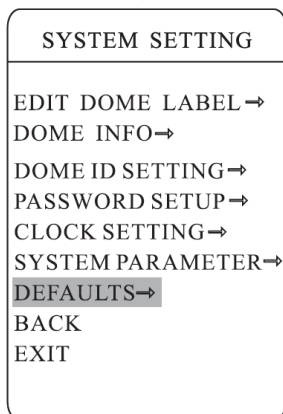 SYSTEM SETTING
EDIT DOME LABEL→
DOME INFO→
DOME ID SETTING→
PASSWORD SETUP→
CLOCK SETTING→
SYSTEM PARAMETER→
DEFAULTS→
BACK
EXIT